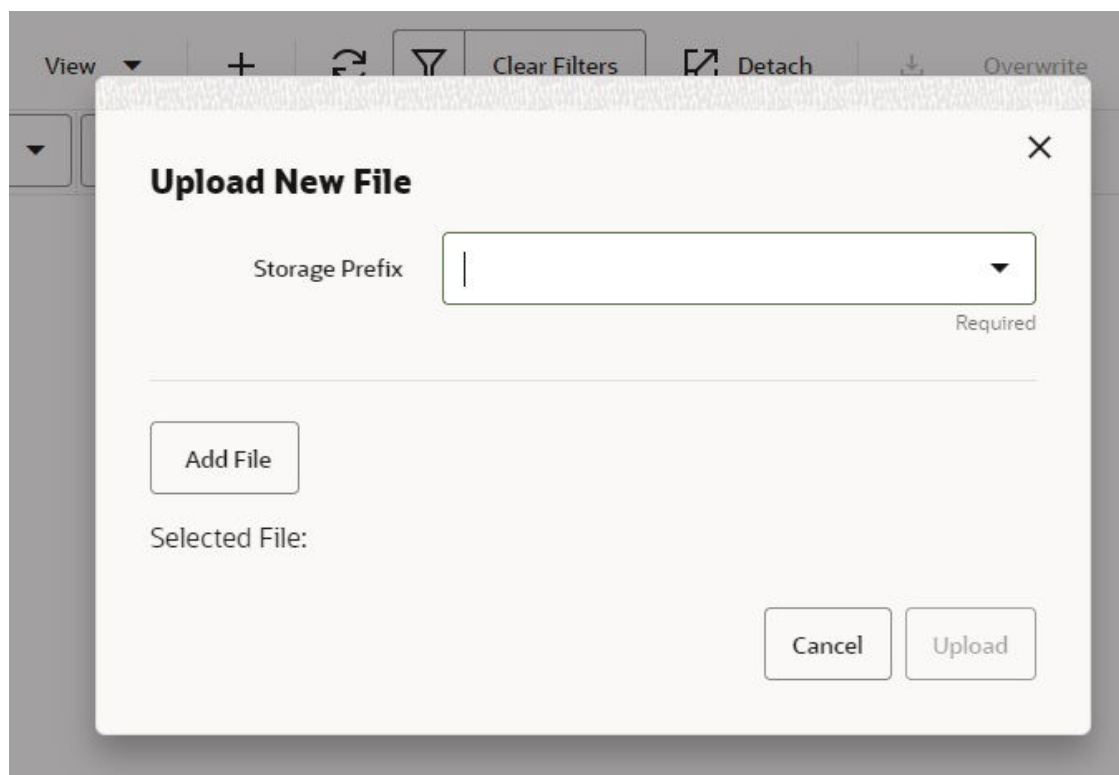 View Clear Filters Detach Overwrite
Upload New File
Storage Prefix
Required
Add File
Selected File:
Cancel Upload